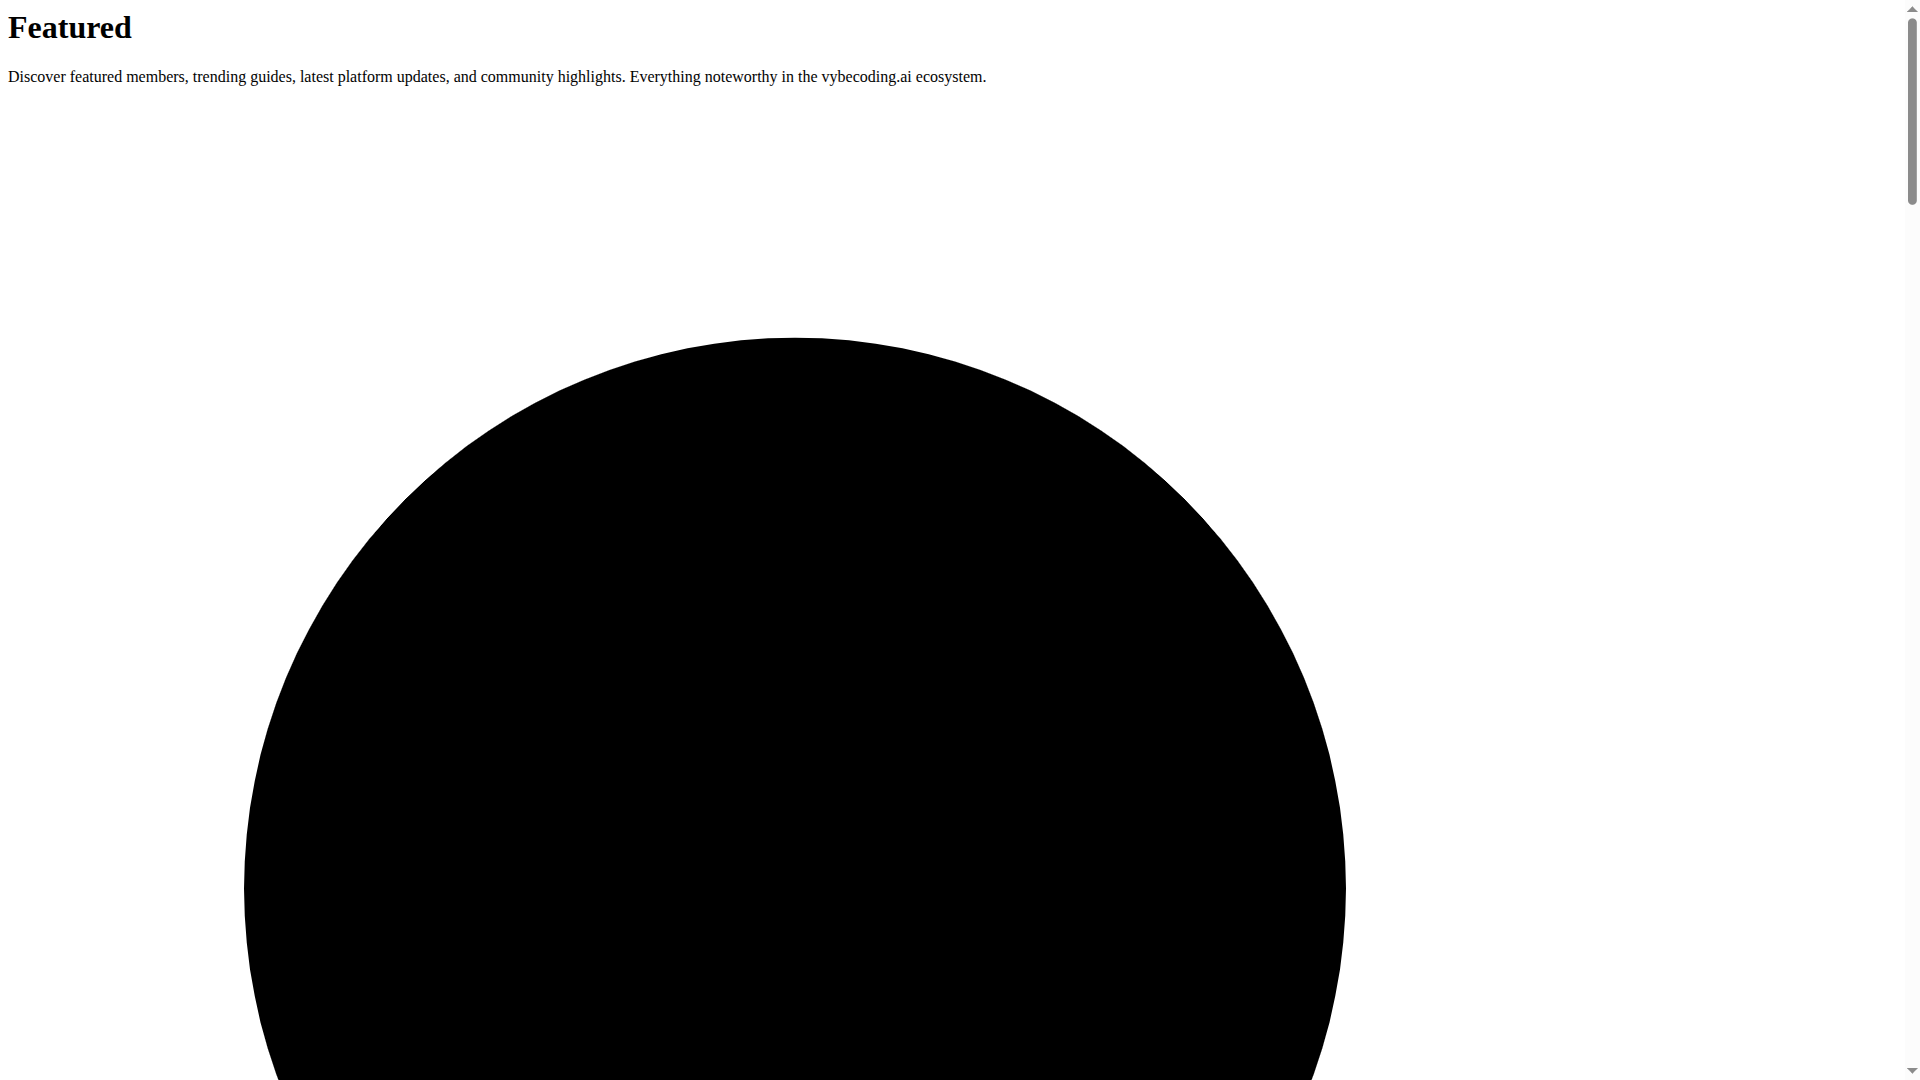 Featured
Discover featured members, trending guides, latest platform updates, and community highlights. Everything noteworthy in the vybecoding.ai ecosystem.